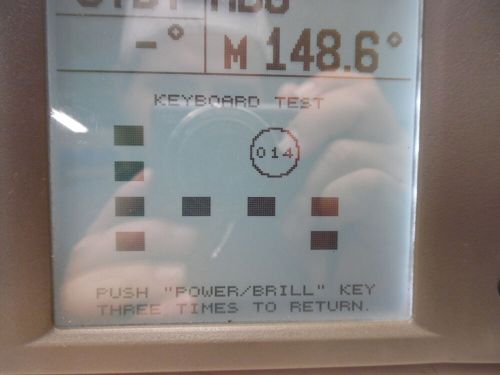 -° M 148.6°
KEYBOARD TEST
014
PUSH "POWER/BRILL" KEY
THREE TIMES TO RETURN.